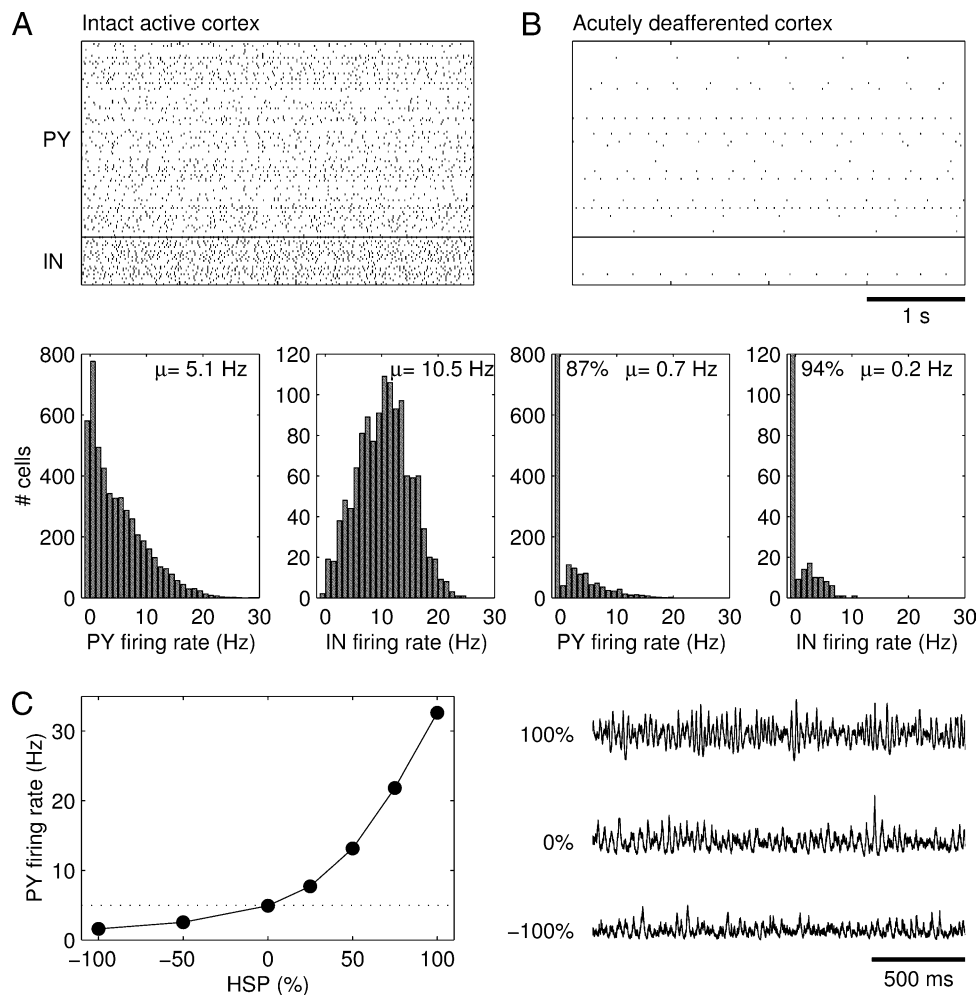 A Intact active cortex
B Acutely deafferented cortex
PY
IN
1 s
800
600
400
200
0
# cells
μ= 5.1 Hz
0 10 20 30
PY firing rate (Hz)
120
100
80
60
40
20
0
μ= 10.5 Hz
0 10 20 30
IN firing rate (Hz)
800
600
400
200
0
87% μ= 0.7 Hz
0 10 20 30
PY firing rate (Hz)
120
100
80
60
40
20
0
94% μ= 0.2 Hz
0 10 20 30
IN firing rate (Hz)
C
30
20
10
0
PY firing rate (Hz)
−100 −50 0 50 100
HSP (%)
100%
0%
−100%
500 ms